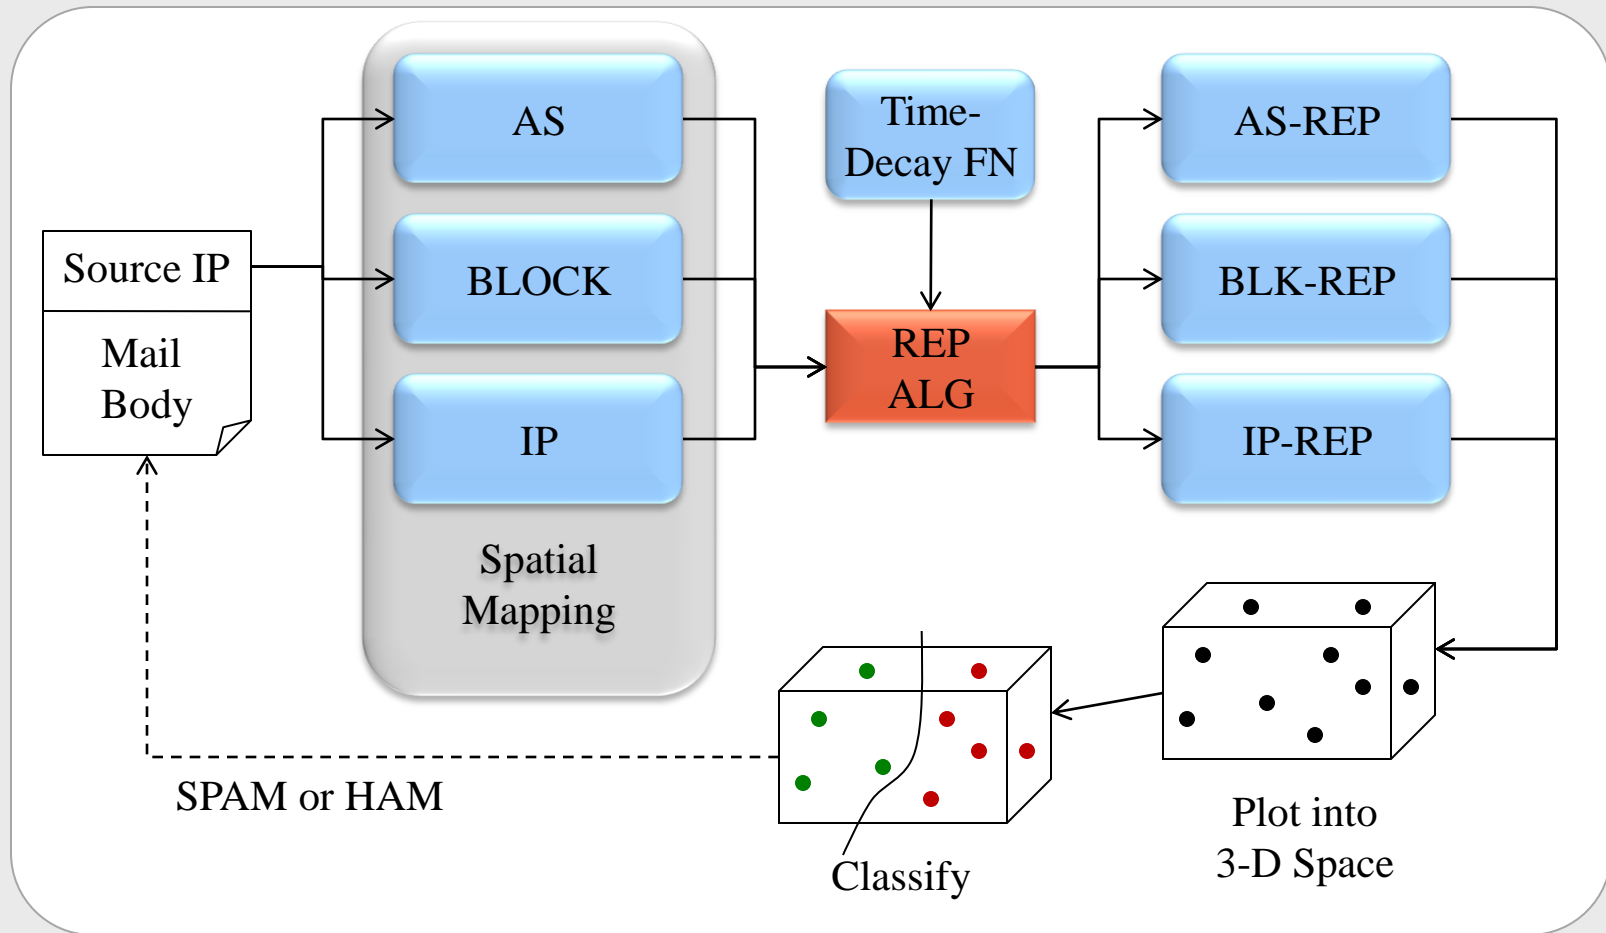 AS
Time-
Decay FN
AS-REP
Source IP
BLOCK
BLK-REP
Mail
Body
REP
ALG
IP
IP-REP
Spatial
Mapping
SPAM or HAM
Classify
Plot into
3-D Space